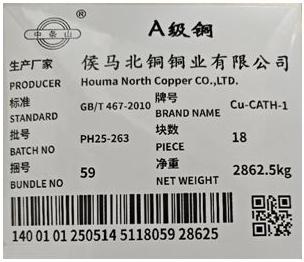 中条山 ® A级铜
生产厂家 侯马北铜铜业有限公司
PRODUCER Houma North Copper CO.,LTD.
标准 GB/T 467-2010 牌号 Cu-CATH-1
STANDARD BRAND NAME
批号 PH25-263 块数 18
BATCH NO PIECE
捆号 59 净重 2862.5kg
BUNDLE NO NET WEIGHT
140 01 01 250514 5118059 28625